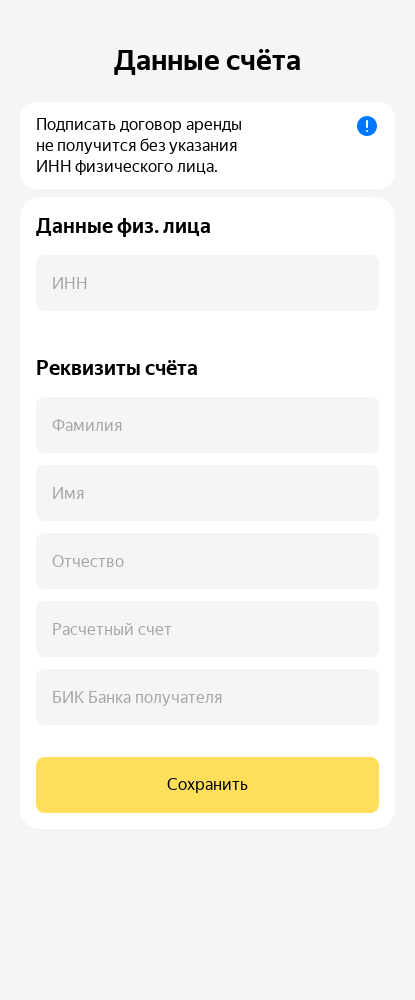 Данные счёта
Подписать договор аренды
не получится без указания
ИНН физического лица.
Данные физ. лица
ИНН
Реквизиты счёта
Фамилия
Имя
Отчество
Расчетный счет
БИК Банка получателя
Сохранить